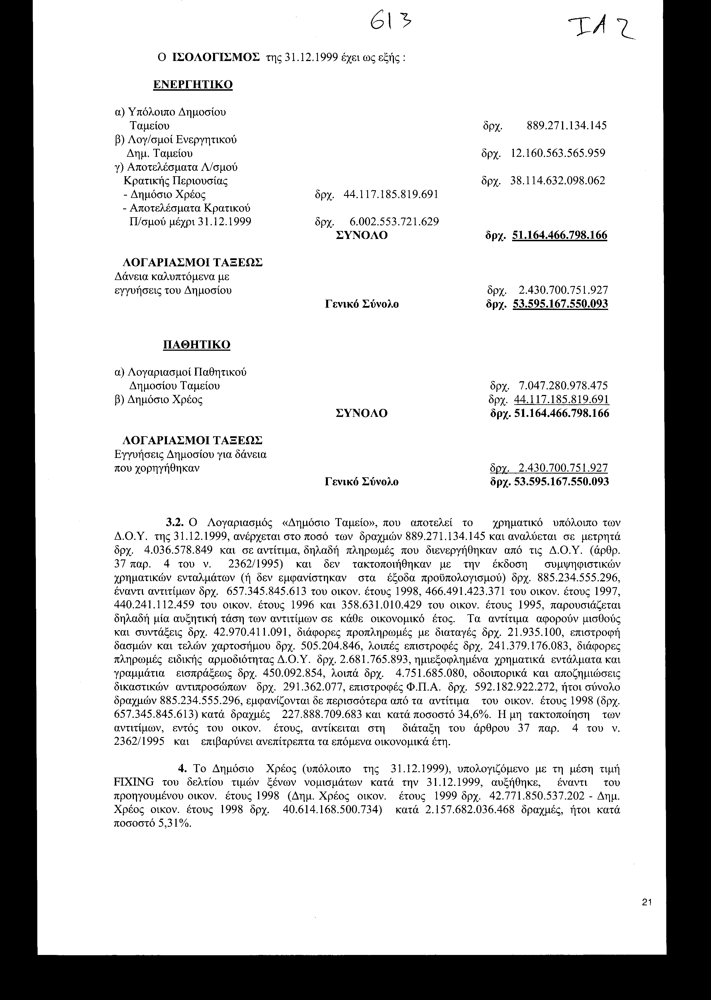 613
ΙΑ2
Ο ΙΣΟΛΟΓΙΣΜΟΣ της 31.12.1999 έχει ως εξής :
ΕΝΕΡΓΗΤΙΚΟ
α) Υπόλοιπο Δημοσίου
Ταμείου δρχ. 889.271.134.145
β) Λογ/σμοί Ενεργητικού
Δημ. Ταμείου δρχ. 12.160.563.565.959
γ) Αποτελέσματα Λ/σμού
Κρατικής Περιουσίας δρχ. 38.114.632.098.062
- Δημόσιο Χρέος δρχ. 44.117.185.819.691
- Αποτελέσματα Κρατικού
Π/σμού μέχρι 31.12.1999 δρχ. 6.002.553.721.629
ΣΥΝΟΛΟ δρχ. 51.164.466.798.166
ΛΟΓΑΡΙΑΣΜΟΙ ΤΑΞΕΩΣ
Δάνεια καλυπτόμενα με
εγγυήσεις του Δημοσίου δρχ. 2.430.700.751.927
Γενικό Σύνολο δρχ. 53.595.167.550.093
ΠΑΘΗΤΙΚΟ
α) Λογαριασμοί Παθητικού
Δημοσίου Ταμείου δρχ. 7.047.280.978.475
β) Δημόσιο Χρέος δρχ. 44.117.185.819.691
ΣΥΝΟΛΟ δρχ. 51.164.466.798.166
ΛΟΓΑΡΙΑΣΜΟΙ ΤΑΞΕΩΣ
Εγγυήσεις Δημοσίου για δάνεια
που χορηγήθηκαν δρχ. 2.430.700.751.927
Γενικό Σύνολο δρχ. 53.595.167.550.093
3.2. Ο Λογαριασμός «Δημόσιο Ταμείο», που αποτελεί το χρηματικό υπόλοιπο των
Δ.Ο.Υ. της 31.12.1999, ανέρχεται στο ποσό των δραχμών 889.271.134.145 και αναλύεται σε μετρητά
δρχ. 4.036.578.849 και σε αντίτιμα, δηλαδή πληρωμές που διενεργήθηκαν από τις Δ.Ο.Υ. (άρθρ.
37 παρ. 4 του ν. 2362/1995) και δεν τακτοποιήθηκαν με την έκδοση συμψηφιστικών
χρηματικών ενταλμάτων (ή δεν εμφανίστηκαν στα έξοδα προϋπολογισμού) δρχ. 885.234.555.296,
έναντι αντιτίμων δρχ. 657.345.845.613 του οικον. έτους 1998, 466.491.423.371 του οικον. έτους 1997,
440.241.112.459 του οικον. έτους 1996 και 358.631.010.429 του οικον. έτους 1995, παρουσιάζεται
δηλαδή μία αυξητική τάση των αντιτίμων σε κάθε οικονομικό έτος. Τα αντίτιμα αφορούν μισθούς
και συντάξεις δρχ. 42.970.411.091, διάφορες προπληρωμές με διαταγές δρχ. 21.935.100, επιστροφή
δασμών και τελών χαρτοσήμου δρχ. 505.204.846, λοιπές επιστροφές δρχ. 241.379.176.083, διάφορες
πληρωμές ειδικής αρμοδιότητας Δ.Ο.Υ. δρχ. 2.681.765.893, ημιεξοφλημένα χρηματικά εντάλματα και
γραμμάτια εισπράξεως δρχ. 450.092.854, λοιπά δρχ. 4.751.685.080, οδοιπορικά και αποζημιώσεις
δικαστικών αντιπροσώπων δρχ. 291.362.077, επιστροφές Φ.Π.Α. δρχ. 592.182.922.272, ήτοι σύνολο
δραχμών 885.234.555.296, εμφανίζονται δε περισσότερα από τα αντίτιμα του οικον. έτους 1998 (δρχ.
657.345.845.613) κατά δραχμές 227.888.709.683 και κατά ποσοστό 34,6%. Η μη τακτοποίηση των
αντιτίμων, εντός του οικον. έτους, αντίκειται στη διάταξη του άρθρου 37 παρ. 4 του ν.
2362/1995 και επιβαρύνει ανεπίτρεπτα τα επόμενα οικονομικά έτη.
4. Το Δημόσιο Χρέος (υπόλοιπο της 31.12.1999), υπολογιζόμενο με τη μέση τιμή
FIXING του δελτίου τιμών ξένων νομισμάτων κατά την 31.12.1999, αυξήθηκε, έναντι του
προηγουμένου οικον. έτους 1998 (Δημ. Χρέος οικον. έτους 1999 δρχ. 42.771.850.537.202 - Δημ.
Χρέος οικον. έτους 1998 δρχ. 40.614.168.500.734) κατά 2.157.682.036.468 δραχμές, ήτοι κατά
ποσοστό 5,31%.
21